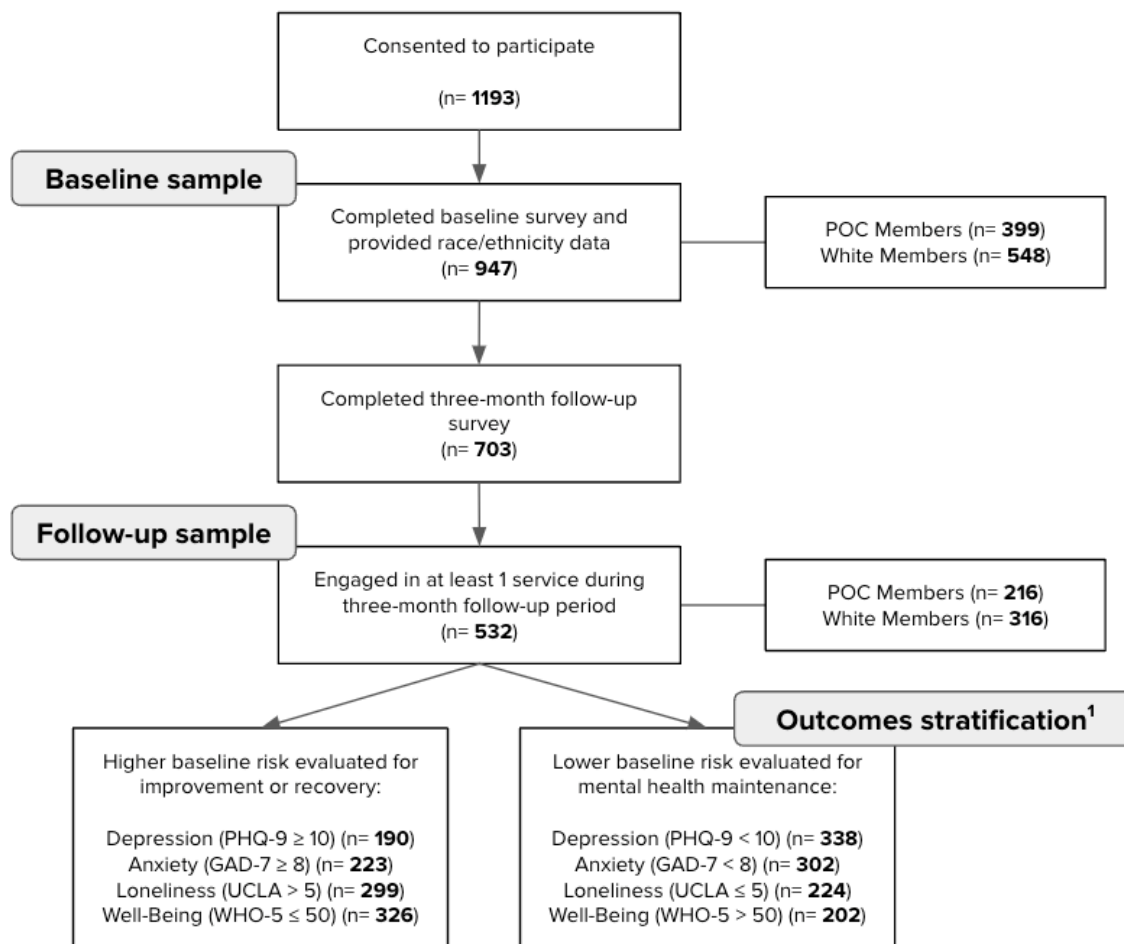 Consented to participate
(n= 1193)
Baseline sample
Completed baseline survey and
provided race/ethnicity data
(n= 947)
POC Members (n= 399)
White Members (n= 548)
Completed three-month follow-up
survey
(n= 703)
Follow-up sample
Engaged in at least 1 service during
three-month follow-up period
(n= 532)
POC Members (n= 216)
White Members (n= 316)
Outcomes stratification¹
Higher baseline risk evaluated for
improvement or recovery:
Depression (PHQ-9 ≥ 10) (n= 190)
Anxiety (GAD-7 ≥ 8) (n= 223)
Loneliness (UCLA > 5) (n= 299)
Well-Being (WHO-5 ≤ 50) (n= 326)
Lower baseline risk evaluated for
mental health maintenance:
Depression (PHQ-9 < 10) (n= 338)
Anxiety (GAD-7 < 8) (n= 302)
Loneliness (UCLA ≤ 5) (n= 224)
Well-Being (WHO-5 > 50) (n= 202)